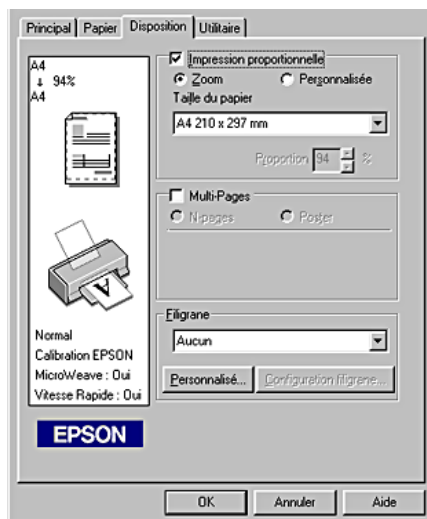 Principal Papier Disposition Utilitaire
A4
↓ 94%
A4
Normal
Calibration EPSON
MicroWeave : Oui
Vitesse Rapide : Oui
EPSON
Impression proportionnelle
Zoom Personnalisée
Taille du papier
A4 210 x 297 mm
Proportion 94 %
Multi-Pages
N-pages Poster
Filigrane
Aucun
Personnalisé... Configuration filigrane...
OK Annuler Aide